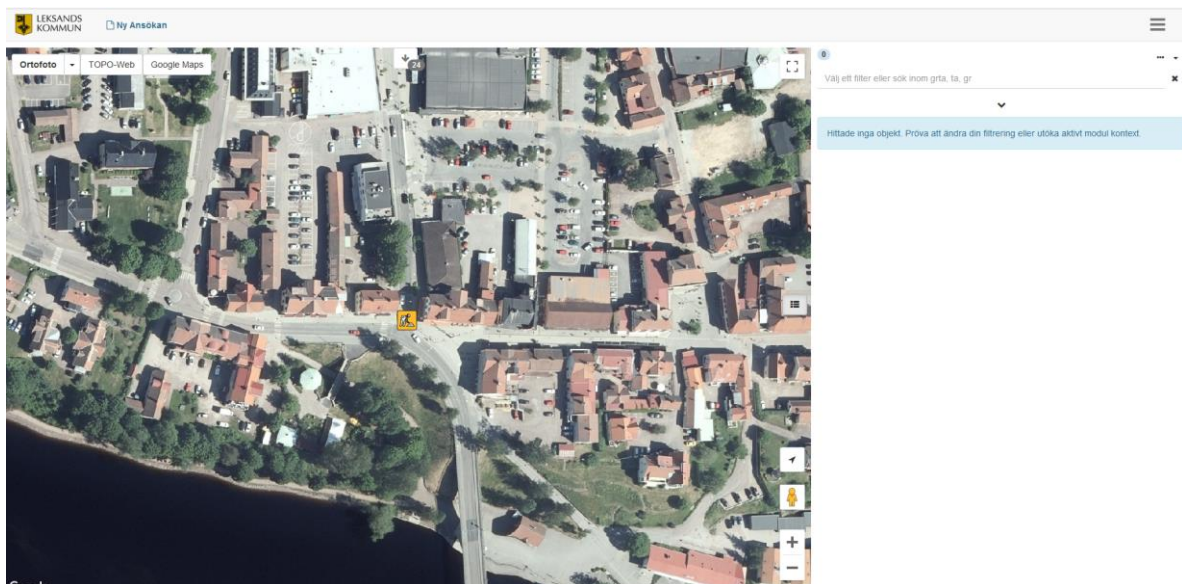 LEKSANDS
KOMMUN
Ny Ansökan
Ortofoto
TOPO-Web
Google Maps
24
0
Välj ett filter eller sök inom grta, ta, gr
Hittade inga objekt. Pröva att ändra din filtrering eller utöka aktivt modul kontext.